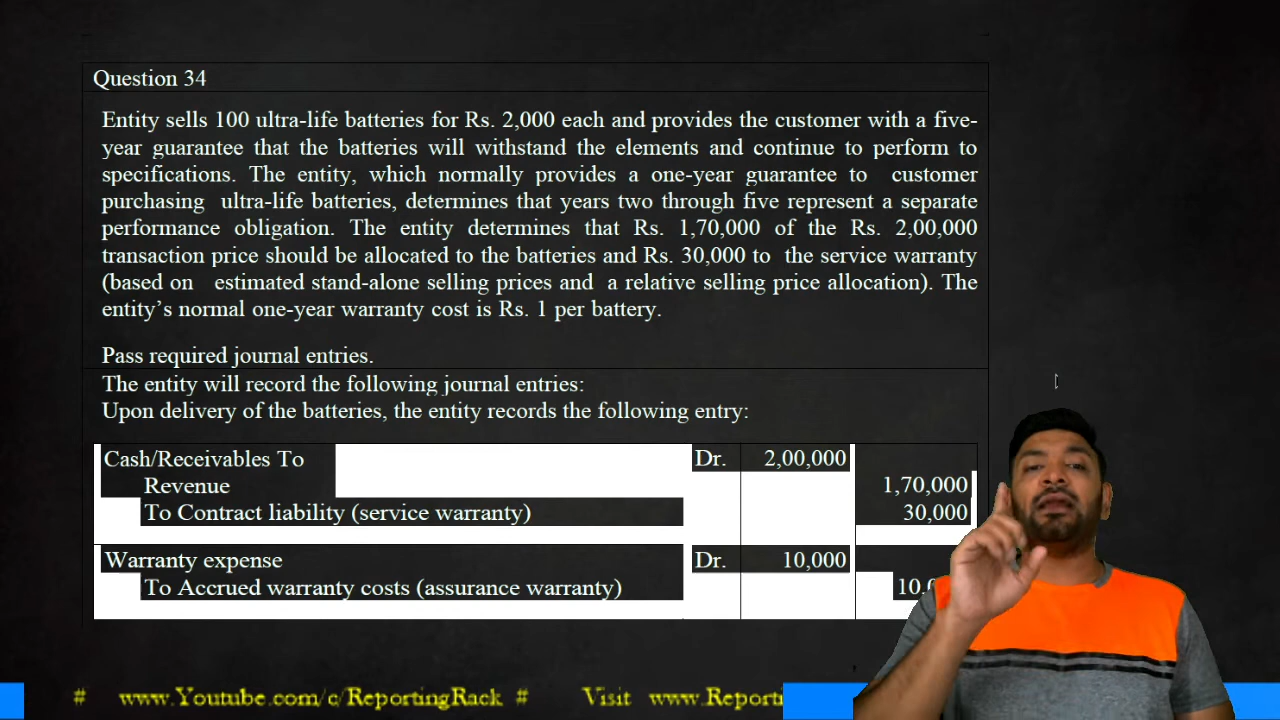 Question 34
Entity sells 100 ultra-life batteries for Rs. 2,000 each and provides the customer with a five-
year guarantee that the batteries will withstand the elements and continue to perform to
specifications. The entity, which normally provides a one-year guarantee to customer
purchasing ultra-life batteries, determines that years two through five represent a separate
performance obligation. The entity determines that Rs. 1,70,000 of the Rs. 2,00,000
transaction price should be allocated to the batteries and Rs. 30,000 to the service warranty
(based on estimated stand-alone selling prices and a relative selling price allocation). The
entity's normal one-year warranty cost is Rs. 1 per battery.
Pass required journal entries.
The entity will record the following journal entries:
Upon delivery of the batteries, the entity records the following entry:
Cash/Receivables To Dr. 2,00,000
Revenue 1,70,000
To Contract liability (service warranty) 30,000
Warranty expense Dr. 10,000
To Accrued warranty costs (assurance warranty)
# www.Youtube.com/c/ReportingRack # Visit